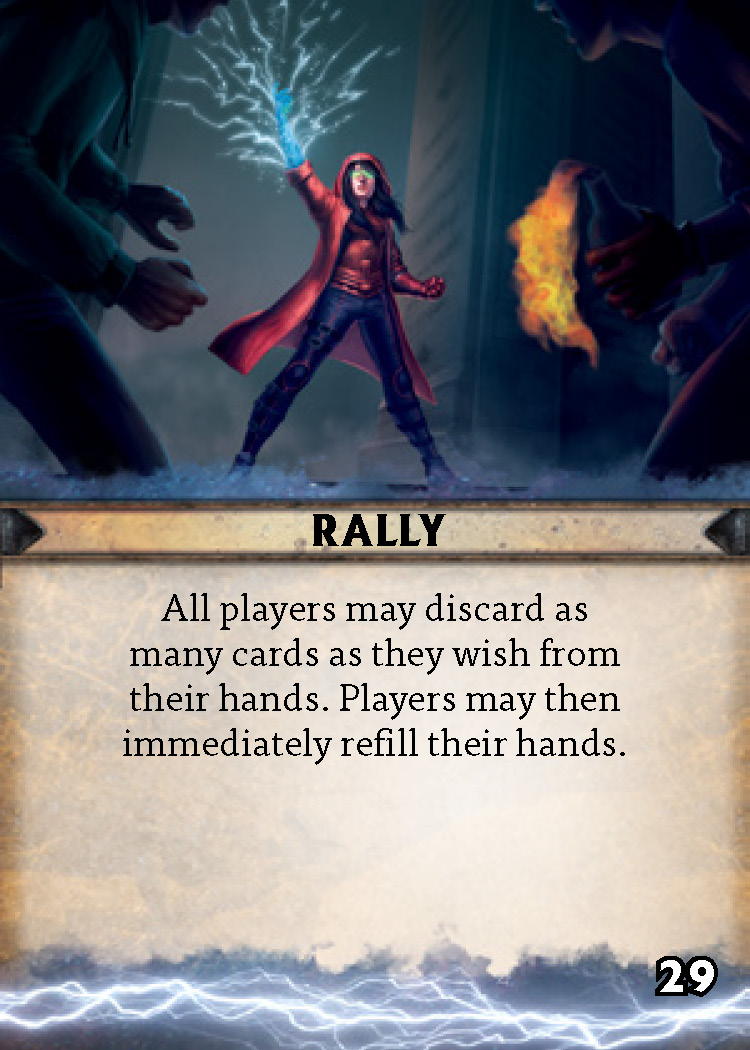 RALLY
All players may discard as
many cards as they wish from
their hands. Players may then
immediately refill their hands.
29